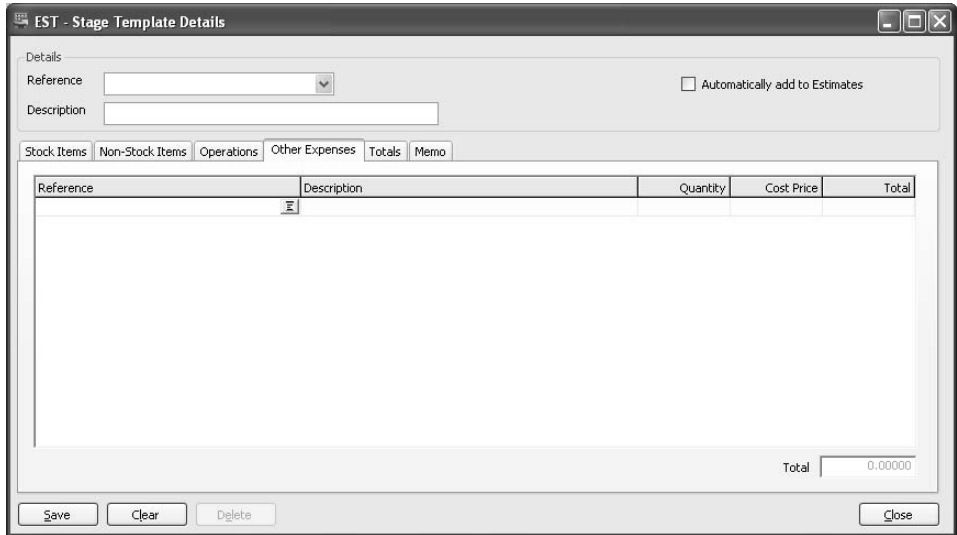 EST - Stage Template Details
Details
Reference
Automatically add to Estimates
Description
Stock Items Non-Stock Items Operations Other Expenses Totals Memo
Reference Description Quantity Cost Price Total
Total 0.00000
Save Clear Delete Close